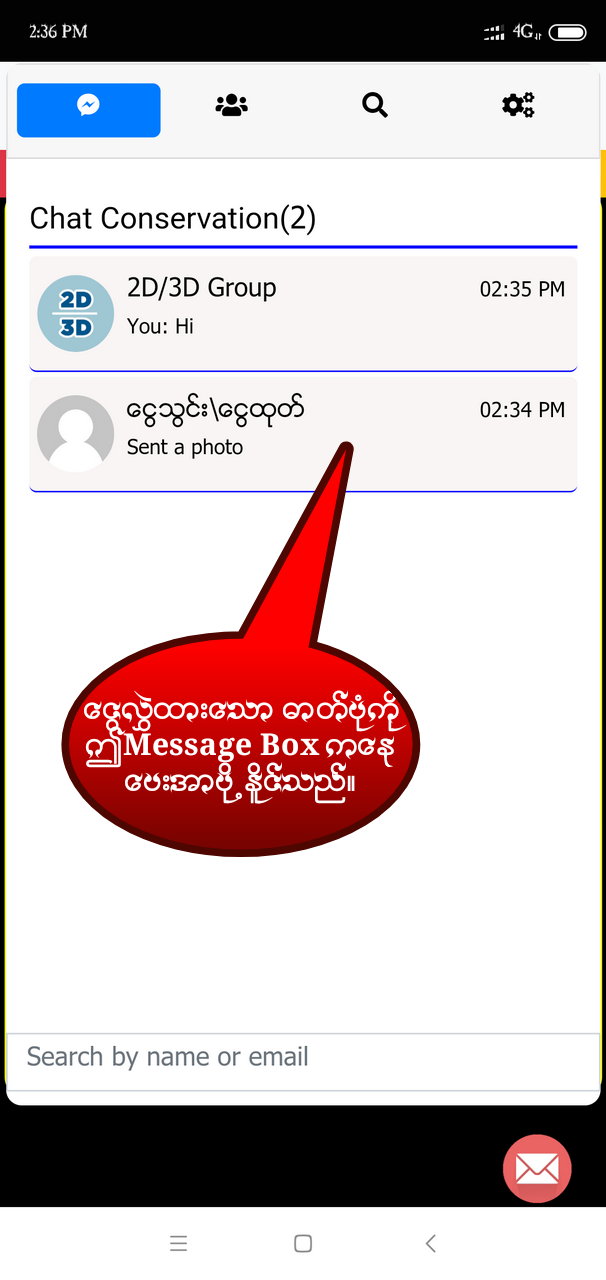 2:36 PM
4G
Chat Conservation(2)
2D
3D
2D/3D Group
02:35 PM
You: Hi
ငွေသွင်း\ငွေထုတ်
02:34 PM
Sent a photo
ငွေလွှဲထားသော ဓာတ်ပုံကို
ဤMessage Box ကနေ
ပေးအာပို့နိူင်သည်။
Search by name or email